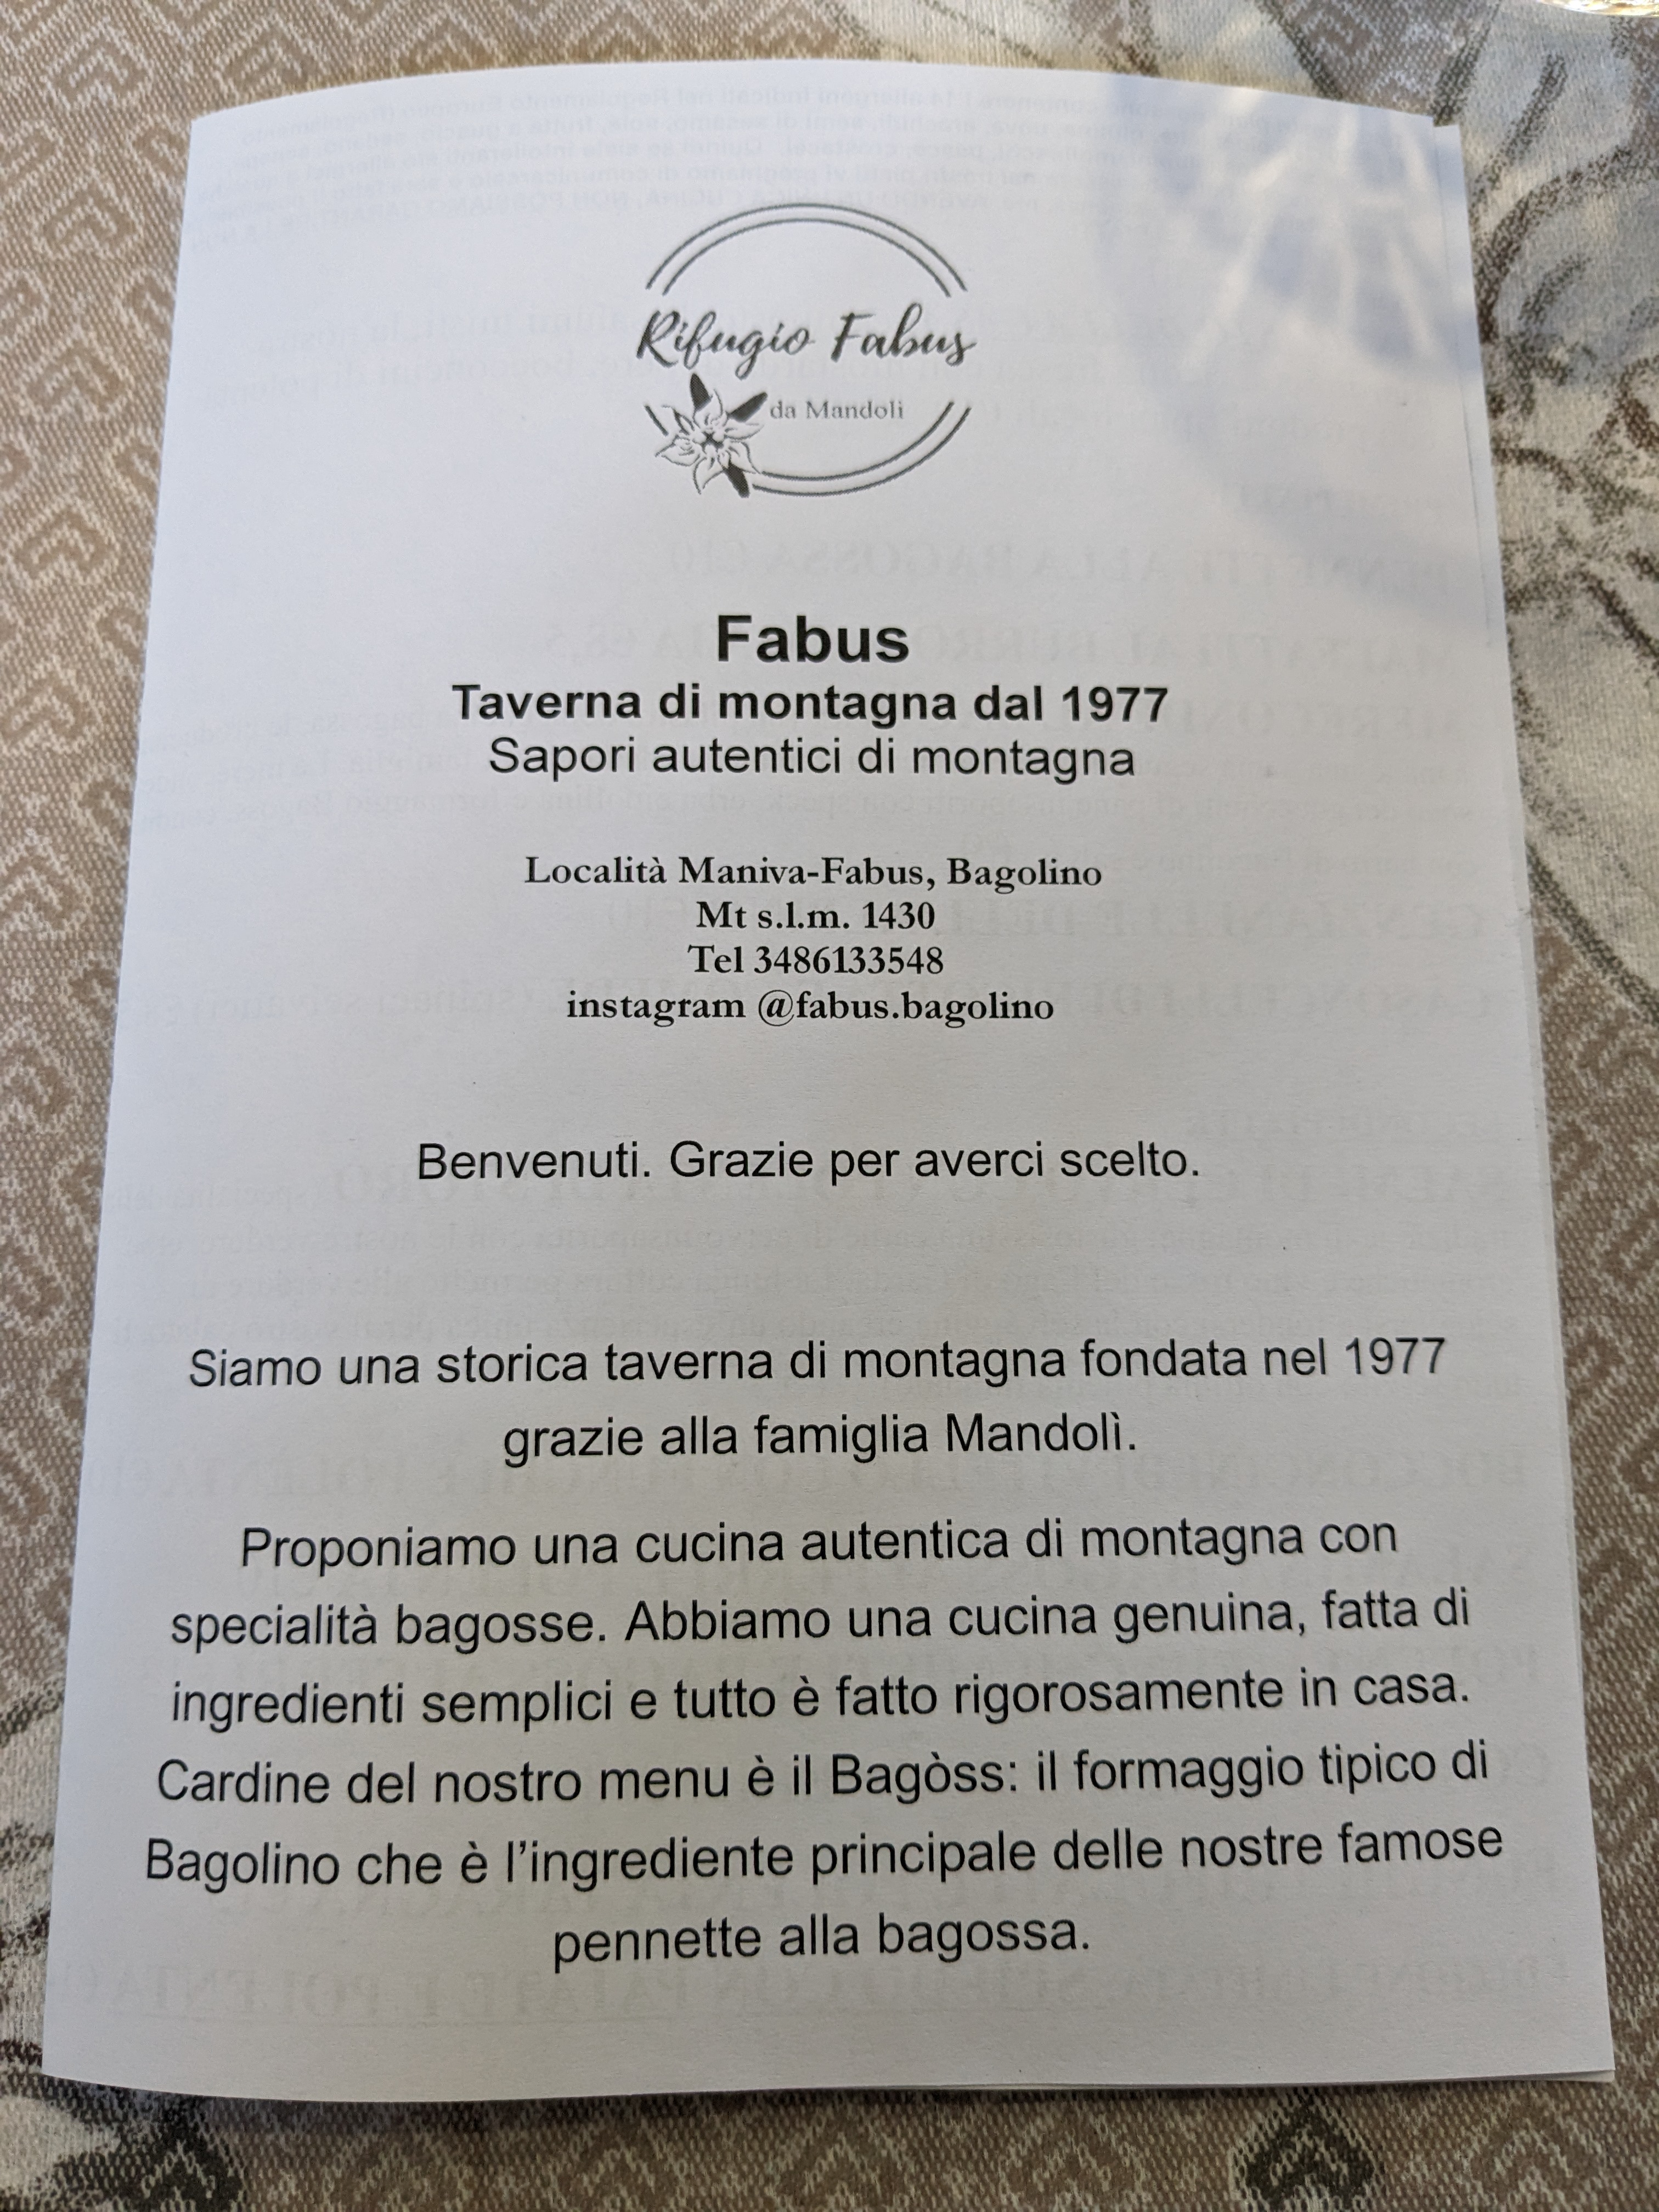 Rifugio Fabus
da Mandoli
Fabus
Taverna di montagna dal 1977
Sapori autentici di montagna
Località Maniva-Fabus, Bagolino
Mt s.l.m. 1430
Tel 3486133548
instagram @fabus.bagolino
Benvenuti. Grazie per averci scelto.
Siamo una storica taverna di montagna fondata nel 1977
grazie alla famiglia Mandolì.
Proponiamo una cucina autentica di montagna con
specialità bagosse. Abbiamo una cucina genuina, fatta di
ingredienti semplici e tutto è fatto rigorosamente in casa.
Cardine del nostro menu è il Bagòss: il formaggio tipico di
Bagolino che è l’ingrediente principale delle nostre famose
pennette alla bagossa.